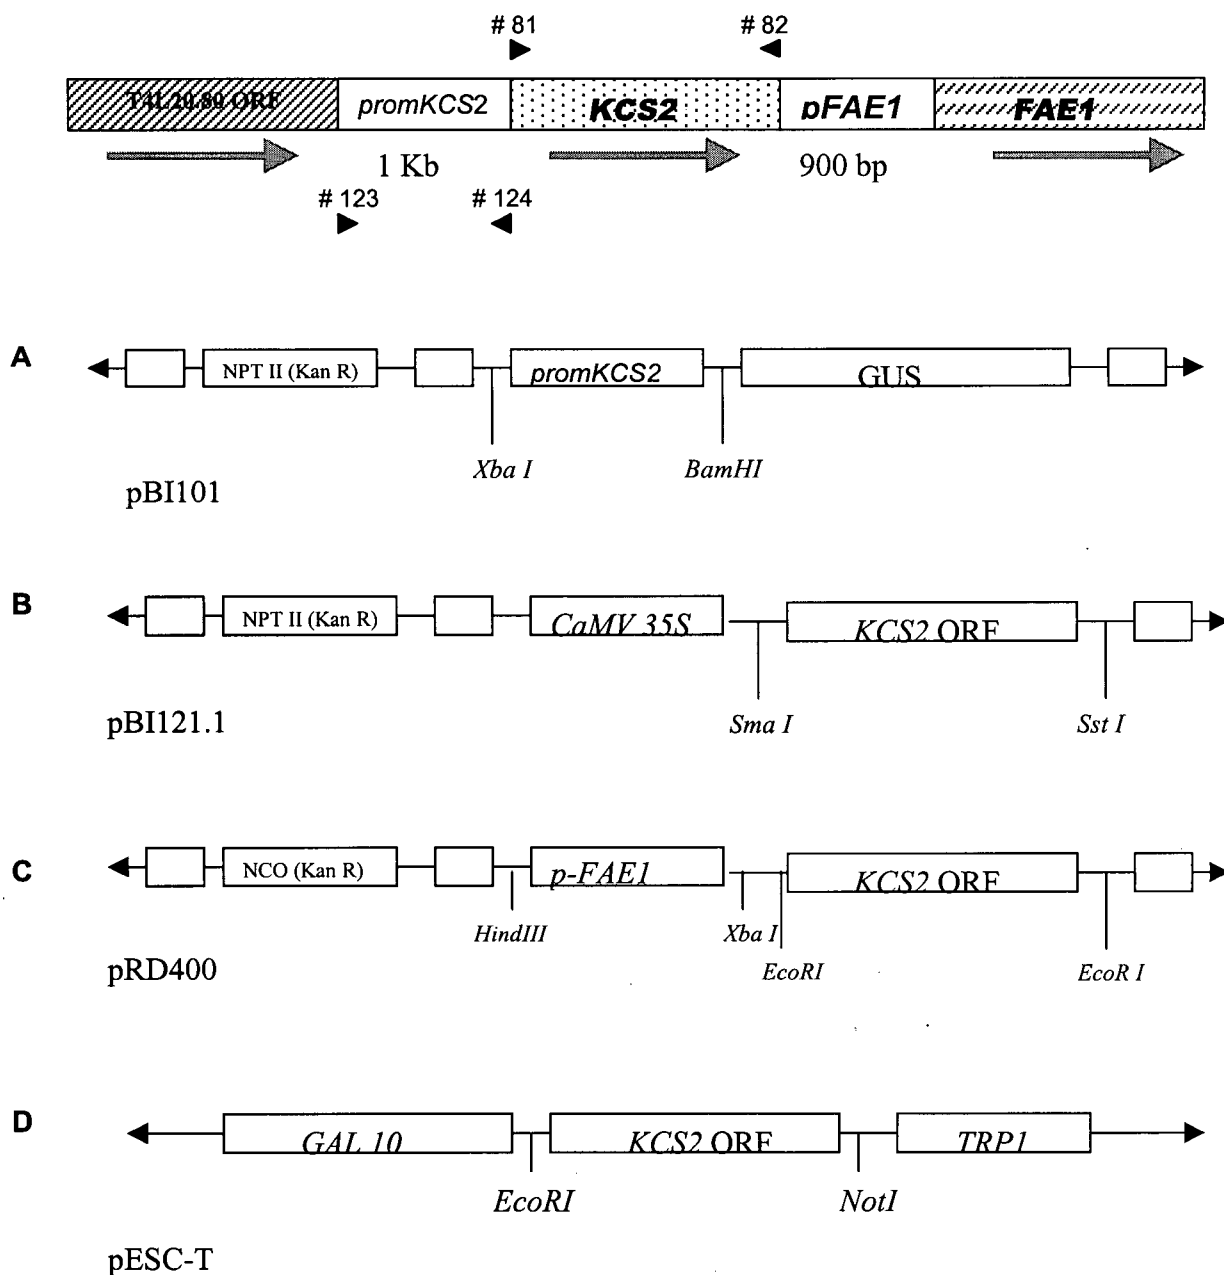 # 81 # 82
T4L20.80 ORF promKCS2 KCS2 pFAE1 FAE1
1 Kb 900 bp
# 123 # 124
A
NPT II (Kan R) promKCS2 GUS
Xba I BamHI
pBI101
B
NPT II (Kan R) CaMV 35S KCS2 ORF
Sma I Sst I
pBI121.1
C
NCO (Kan R) p-FAE1 KCS2 ORF
HindIII Xba I
EcoRI EcoR I
pRD400
D
GAL 10 KCS2 ORF TRP1
EcoRI NotI
pESC-T